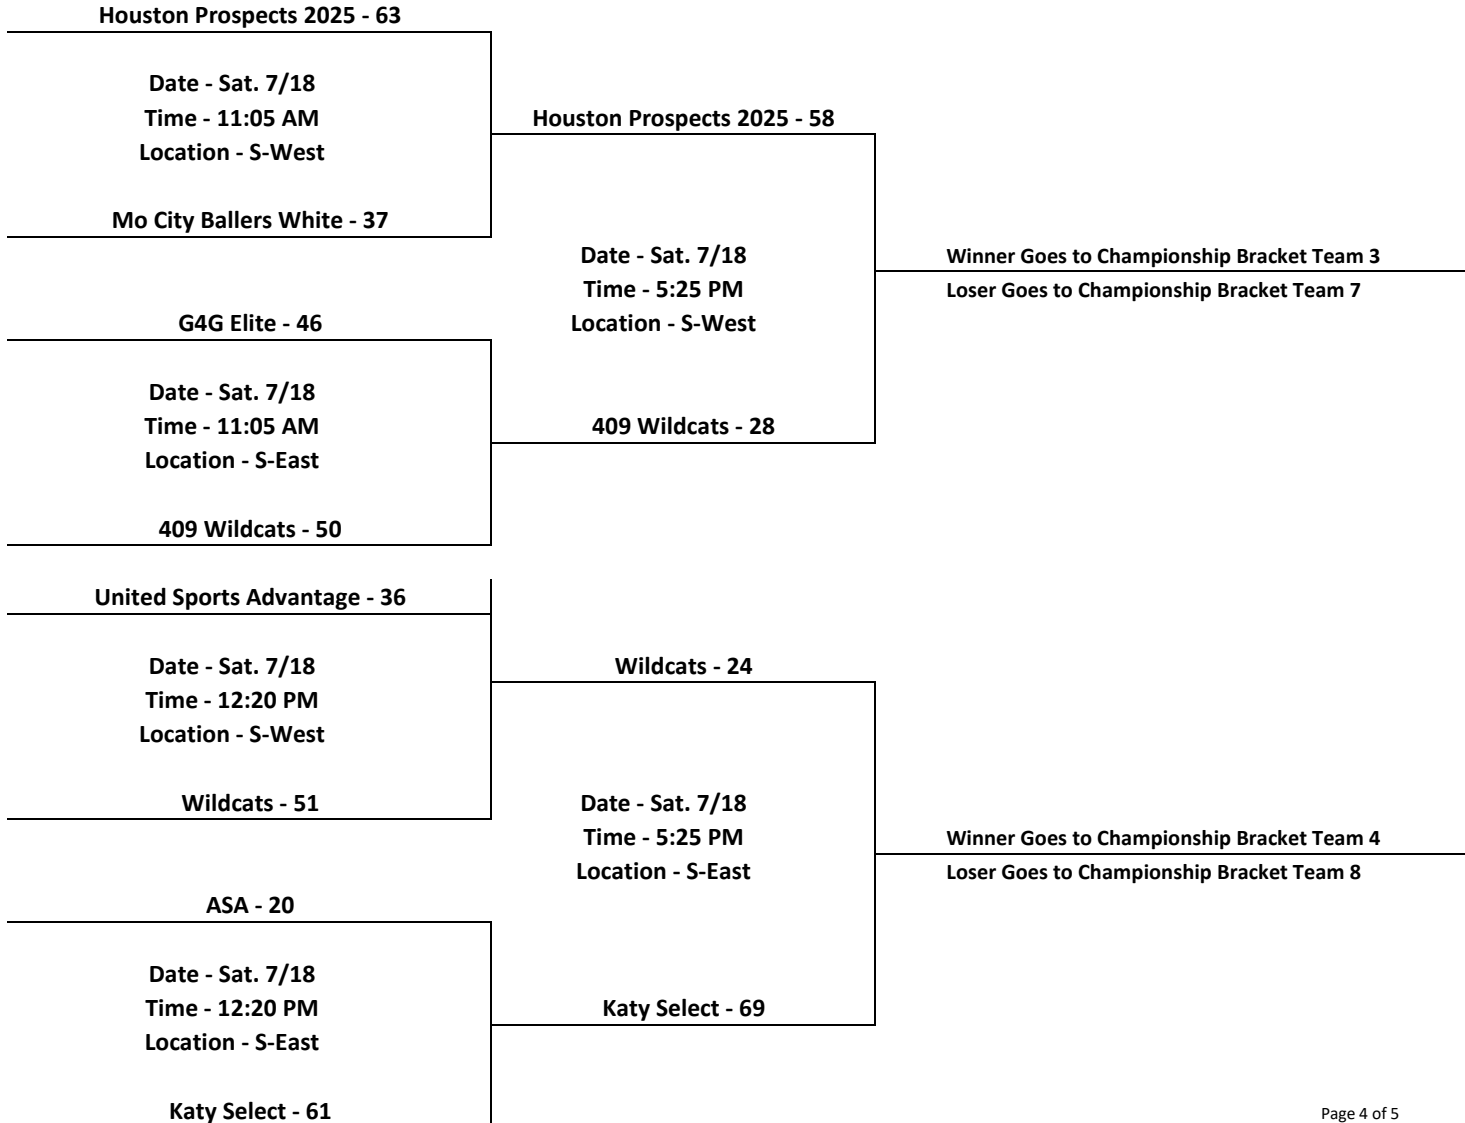 Houston Prospects 2025 - 63
Date - Sat. 7/18
Time - 11:05 AM
Location - S-West
Mo City Ballers White - 37
G4G Elite - 46
Date - Sat. 7/18
Time - 11:05 AM
Location - S-East
409 Wildcats - 50
Houston Prospects 2025 - 58
Date - Sat. 7/18
Time - 5:25 PM
Location - S-West
409 Wildcats - 28
Winner Goes to Championship Bracket Team 3
Loser Goes to Championship Bracket Team 7
United Sports Advantage - 36
Date - Sat. 7/18
Time - 12:20 PM
Location - S-West
Wildcats - 51
ASA - 20
Date - Sat. 7/18
Time - 12:20 PM
Location - S-East
Katy Select - 61
Wildcats - 24
Date - Sat. 7/18
Time - 5:25 PM
Location - S-East
Katy Select - 69
Winner Goes to Championship Bracket Team 4
Loser Goes to Championship Bracket Team 8
Page 4 of 5